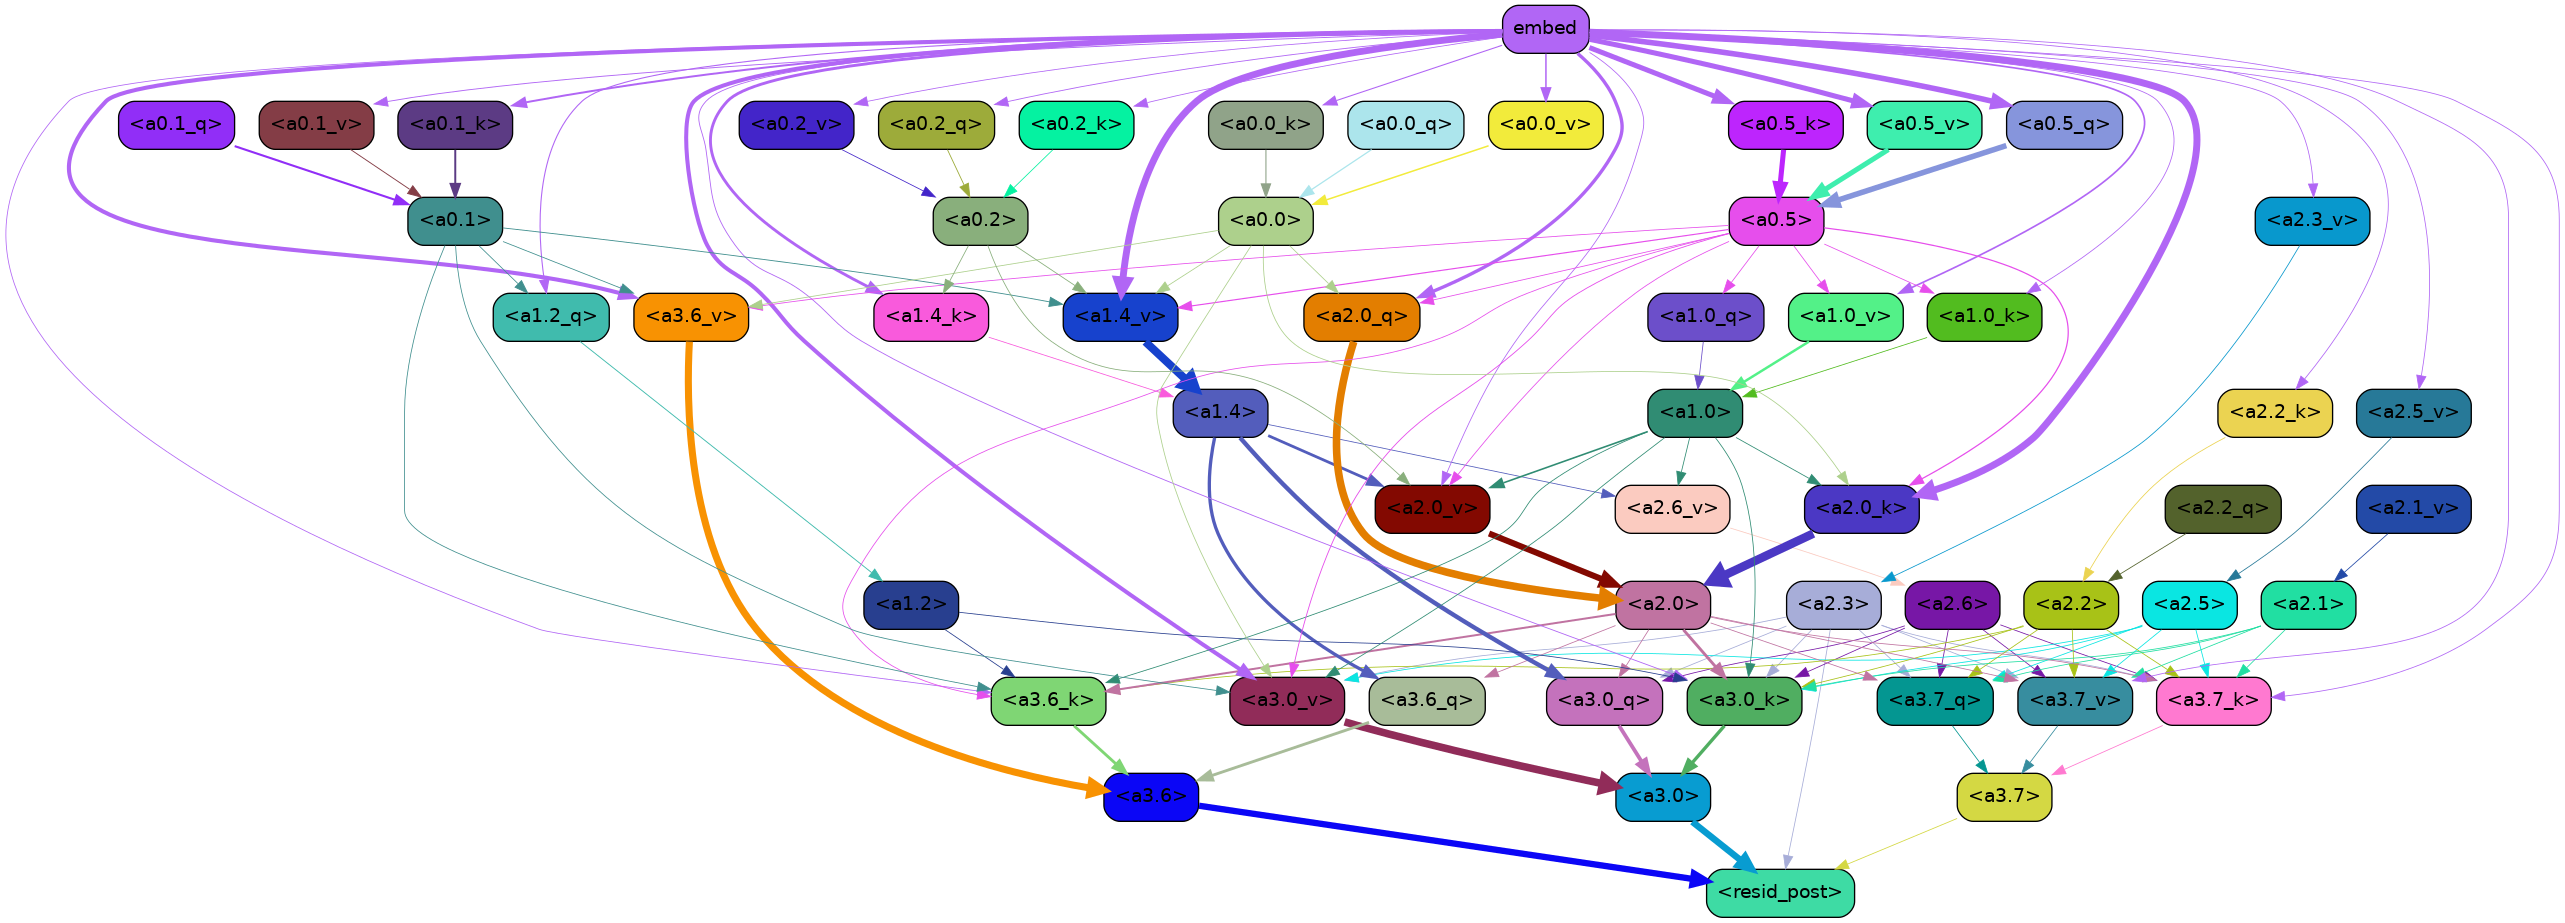 embed
<a0.1_q>
<a0.1_v>
<a0.1_k>
<a0.2_v>
<a0.2_q>
<a0.2_k>
<a0.0_k>
<a0.0_q>
<a0.0_v>
<a0.5_k>
<a0.5_v>
<a0.5_q>
<a0.1>
<a0.2>
<a0.0>
<a0.5>
<a2.3_v>
<a1.2_q>
<a3.6_v>
<a1.4_k>
<a1.4_v>
<a2.0_q>
<a1.0_q>
<a1.0_v>
<a1.0_k>
<a1.4>
<a1.0>
<a2.2_k>
<a2.5_v>
<a2.0_v>
<a2.6_v>
<a2.0_k>
<a2.2_q>
<a2.1_v>
<a1.2>
<a2.0>
<a2.3>
<a2.6>
<a2.2>
<a2.5>
<a2.1>
<a3.6_k>
<a3.0_v>
<a3.6_q>
<a3.0_q>
<a3.0_k>
<a3.7_q>
<a3.7_v>
<a3.7_k>
<a3.6>
<a3.0>
<a3.7>
<resid_post>